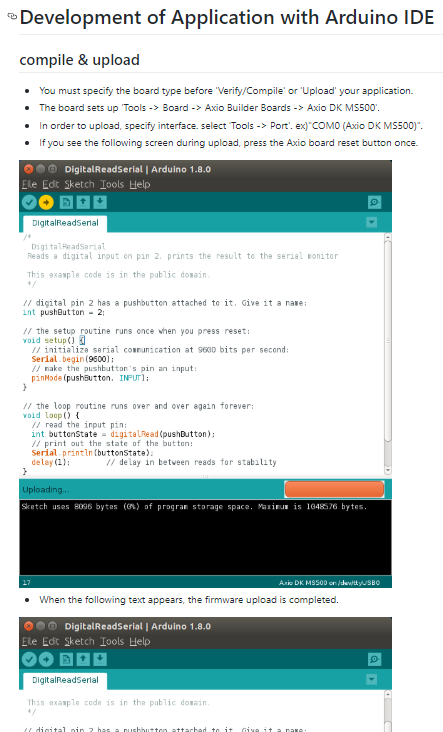 Development of Application with Arduino IDE
compile & upload
You must specify the board type before 'Verify/Compile' or 'Upload' your application.
The board sets up 'Tools -> Board -> Axio Builder Boards -> Axio DK MS500'.
In order to upload, specify interface. select 'Tools -> Port'. ex)"COM0 (Axio DK MS500)".
If you see the following screen during upload, press the Axio board reset button once.
DigitalReadSerial | Arduino 1.8.0
File Edit Sketch Tools Help
DigitalReadSerial
/*
DigitalReadSerial
Reads a digital input on pin 2, prints the result to the serial monitor
This example code is in the public domain.
*/
// digital pin 2 has a pushbutton attached to it. Give it a name:
int pushButton = 2;
// the setup routine runs once when you press reset:
void setup() {
// initialize serial communication at 9600 bits per second:
Serial.begin(9600);
// make the pushbutton's pin an input:
pinMode(pushButton, INPUT);
}
// the loop routine runs over and over again forever:
void loop() {
// read the input pin:
int buttonState = digitalRead(pushButton);
// print out the state of the button:
Serial.println(buttonState);
delay(1); // delay in between reads for stability
}
Uploading...
Sketch uses 8096 bytes (0%) of program storage space. Maximum is 1048576 bytes.
17 Axio DK MS500 on /dev/ttyUSB0
When the following text appears, the firmware upload is completed.
DigitalReadSerial | Arduino 1.8.0
File Edit Sketch Tools Help
DigitalReadSerial
This example code is in the public domain.
*/
// digital pin 2 has a pushbutton attached to it. Give it a name: